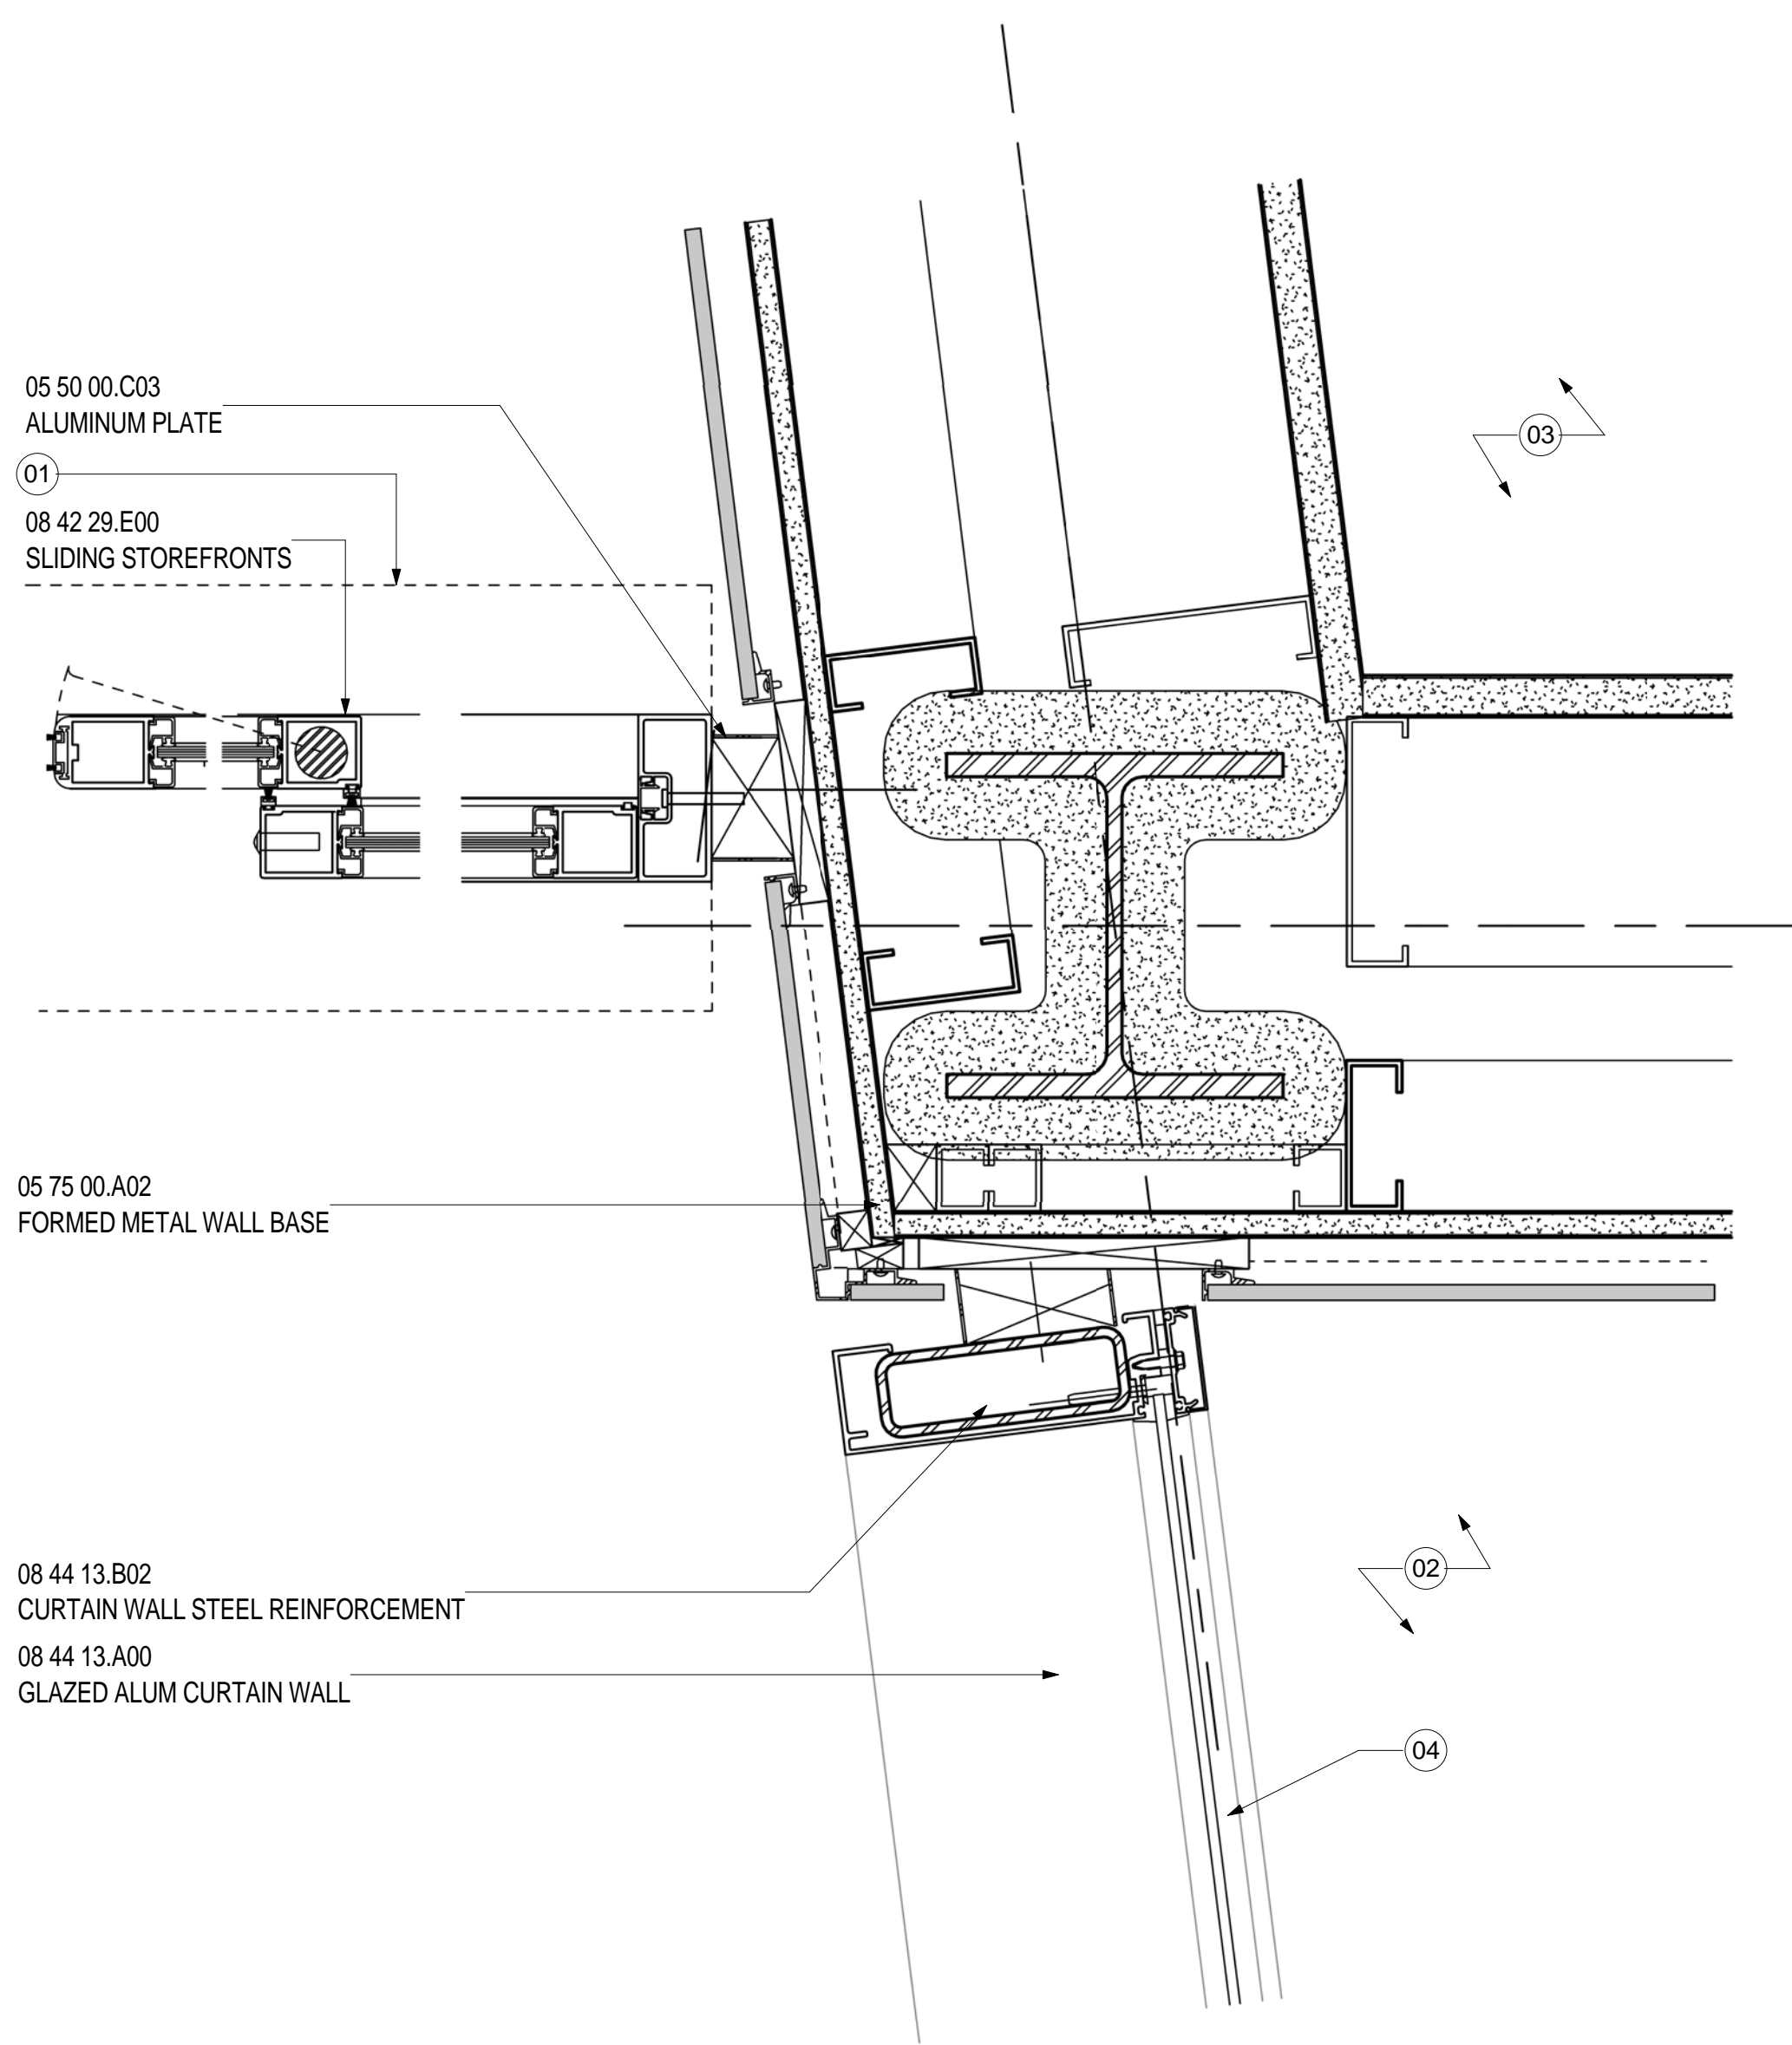 05 50 00.C03
ALUMINUM PLATE
01
08 42 29.E00
SLIDING STOREFRONTS
03
05 75 00.A02
FORMED METAL WALL BASE
08 44 13.B02
CURTAIN WALL STEEL REINFORCEMENT
02
08 44 13.A00
GLAZED ALUM CURTAIN WALL
04